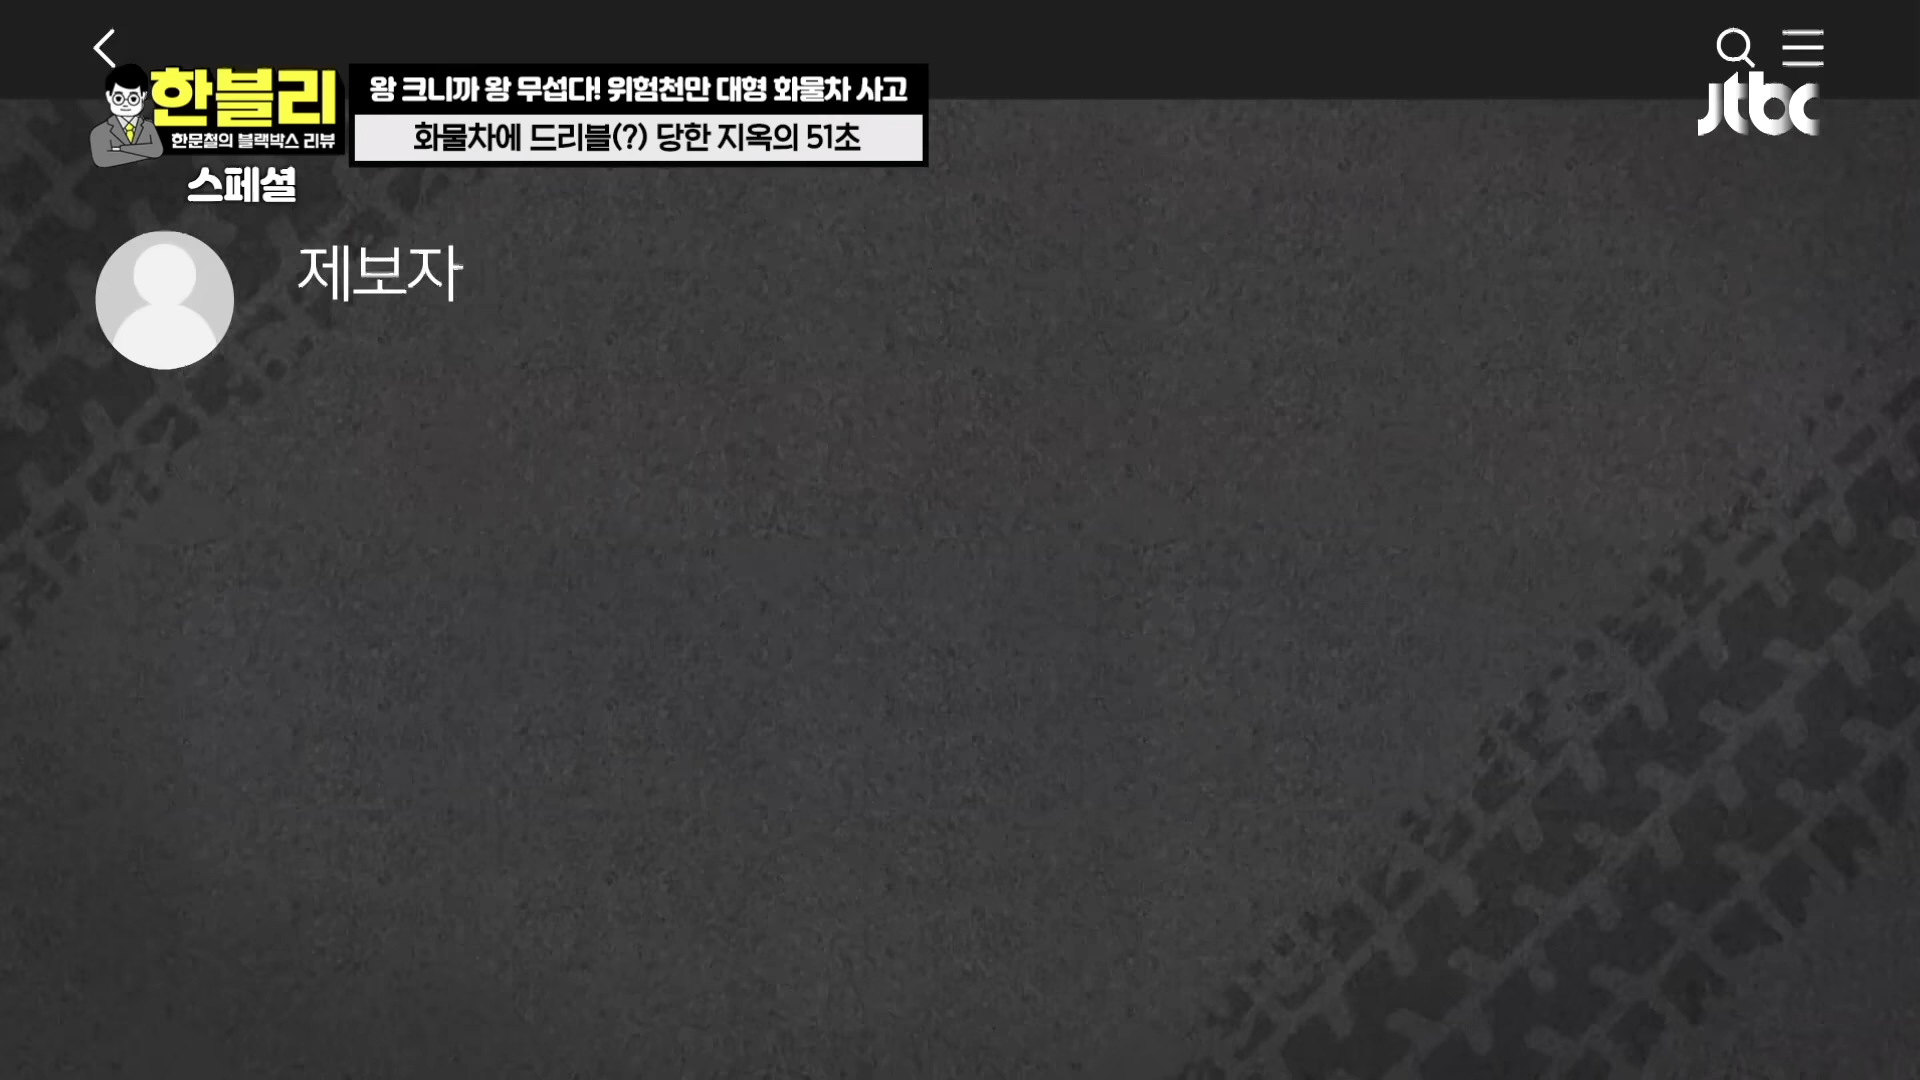 한블리
한문철의 블랙박스 리뷰
스페셜
왕 크니까 왕 무섭다! 위험천만 대형 화물차 사고
화물차에 드리블(?) 당한 지옥의 51초
jtbc
제보자